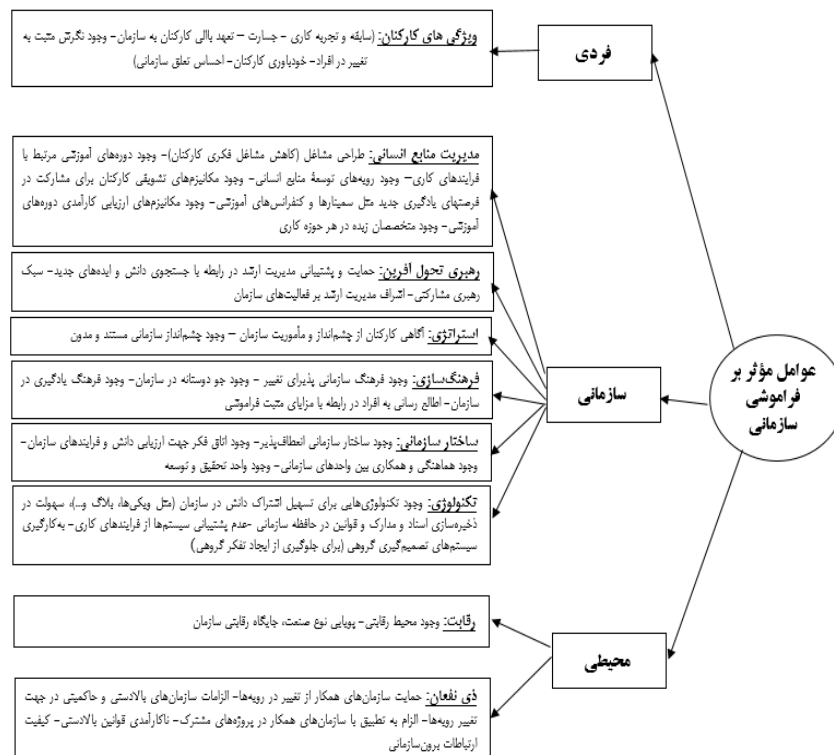 عوامل مؤثر بر
فراموشی
سازمانی
فردی
ویژگی های کارکنان: (سابقه و تجربه کاری - جسارت – تعهد باالی کارکنان به سازمان- وجود نگرش مثبت به
تغییر در افراد- خودباوری کارکنان- احساس تعلق سازمانی)
سازمانی
مدیریت منابع انسانی: طراحی مشاغل (کاهش مشاغل فکری کارکنان)- وجود دوره‌های آموزشی مرتبط با
فرایندهای کاری– وجود رویه‌های توسعهٔ منابع انسانی- وجود مکانیزم‌های تشویقی کارکنان برای مشارکت در
فرصتهای یادگیری جدید مثل سمینارها و کنفرانس‌های آموزشی- وجود مکانیزم‌های ارزیابی کارآمدی دوره‌های
آموزشی- وجود متخصصان زبده در هر حوزه کاری
رهبری تحول آفرین: حمایت و پشتیبانی مدیریت ارشد در رابطه با جستجوی دانش و ایده‌های جدید- سبک
رهبری مشارکتی- اشراف مدیریت ارشد بر فعالیت‌های سازمان
استراتژی: آگاهی کارکنان از چشم‌انداز و مأموریت سازمان – وجود چشم‌انداز سازمانی مستند و مدون
فرهنگ‌سازی: وجود فرهنگ سازمانی پذیرای تغییر - وجود جو دوستانه در سازمان- وجود فرهنگ یادگیری در
سازمان- اطالع رسانی به افراد در رابطه با مزایای مثبت فراموشی
ساختار سازمانی: وجود ساختار سازمانی انعطاف‌پذیر- وجود اتاق فکر جهت ارزیابی دانش و فرایندهای سازمان-
وجود هماهنگی و همکاری بین واحدهای سازمانی- وجود واحد تحقیق و توسعه
تکنولوژی: وجود تکنولوژی‌هایی برای تسهیل اشتراک دانش در سازمان (مثل ویکی‌ها، بلاگ و...)، سهولت در
ذخیره‌سازی اسناد و مدارک و قوانین در حافظه سازمانی -عدم پشتیبانی سیستم‌ها از فرایندهای کاری- به‌کارگیری
سیستم‌های تصمیم‌گیری گروهی (برای جلوگیری از ایجاد تفکر گروهی)
محیطی
رقابت: وجود محیط رقابتی- پویایی نوع صنعت، جایگاه رقابتی سازمان
ذی نفعان: حمایت سازمان‌های همکار از تغییر در رویه‌ها- الزامات سازمان‌های بالادستی و حاکمیتی در جهت
تغییر رویه‌ها- الزام به تطبیق با سازمان‌های همکار در پروژه‌های مشترک- ناکارآمدی قوانین بالادستی- کیفیت
ارتباطات برون‌سازمانی